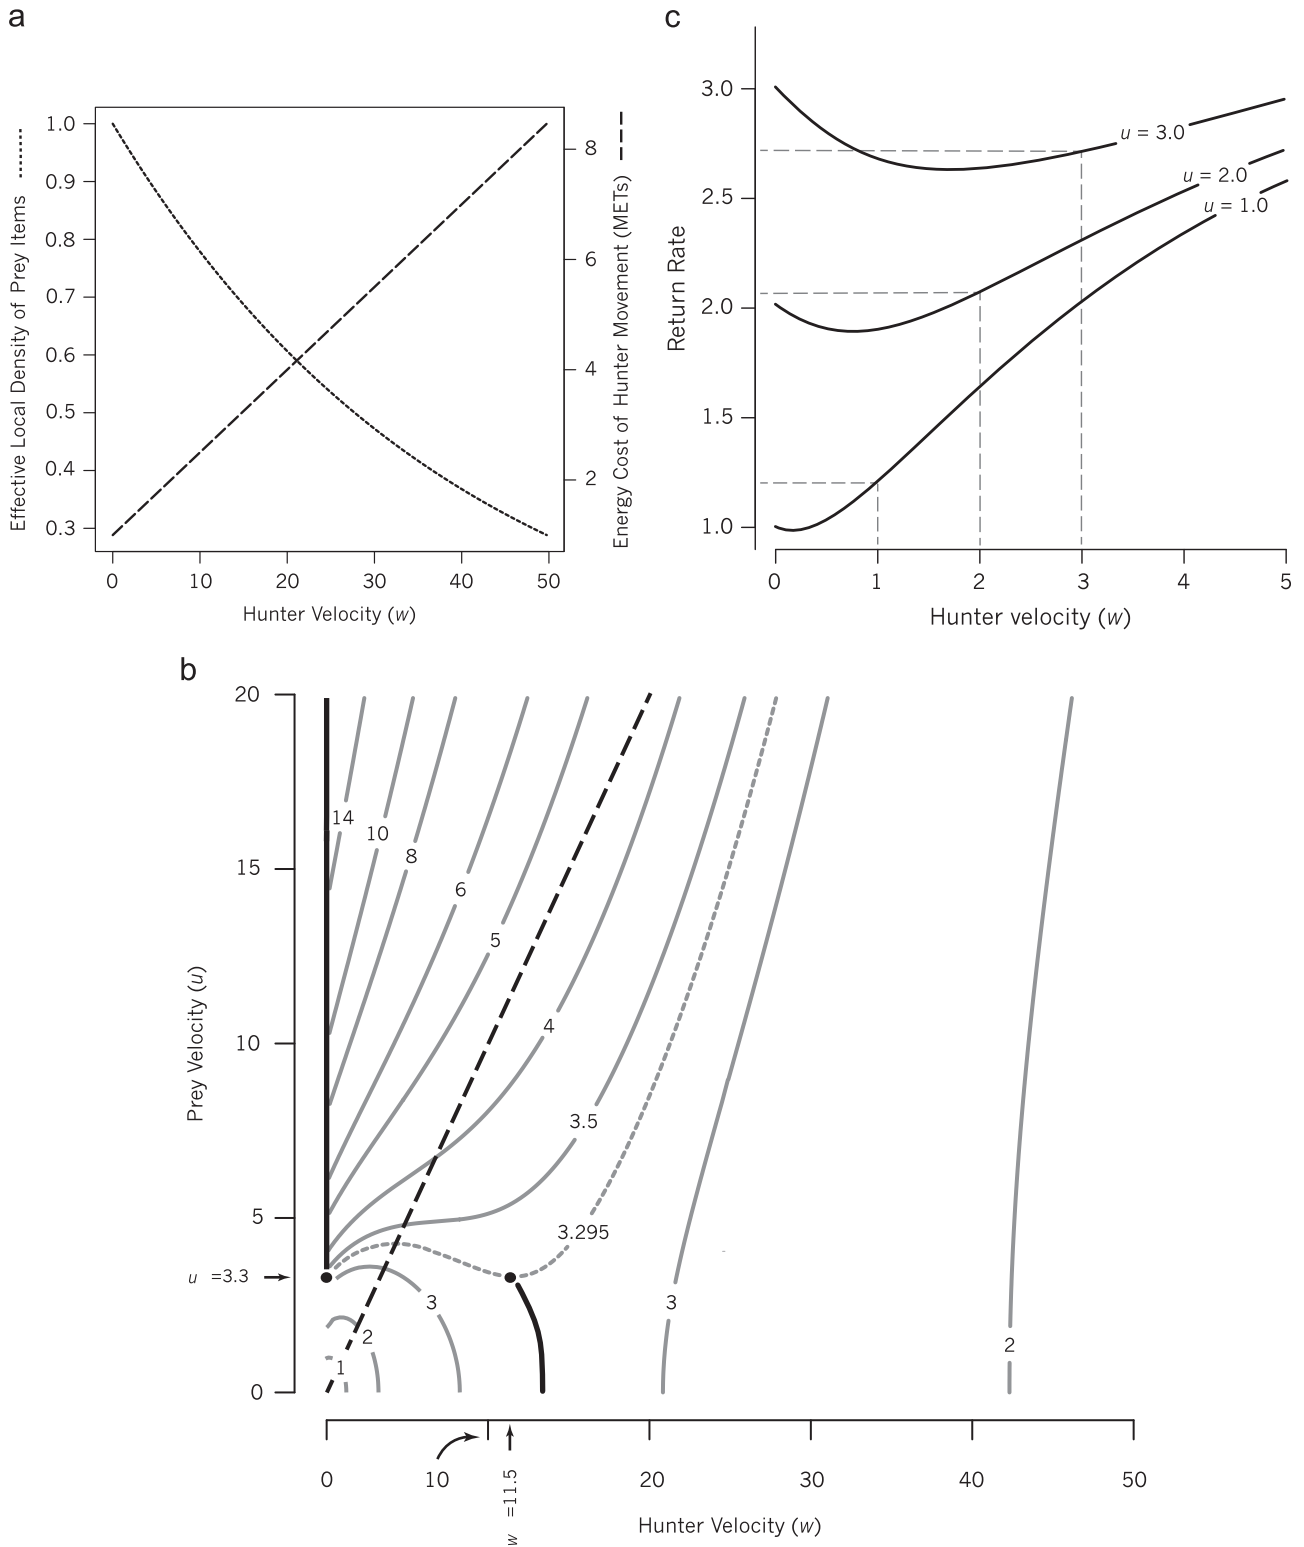 a
Effective Local Density of Prey Items
1.0
0.9
0.8
0.7
0.6
0.5
0.4
0.3
8
6
4
2
Energy Cost of Hunter Movement (METs)
0 10 20 30 40 50
Hunter Velocity (w)
c
Return Rate
3.0
2.5
2.0
1.5
1.0
u = 3.0
u = 2.0
u = 1.0
0 1 2 3 4 5
Hunter velocity (w)
b
Prey Velocity (u)
20
15
10
5
0
u =3.3
14
10
8
6
5
4
3.5
3.295
3
2
1
3
2
0 10 20 30 40 50
w =11.5
Hunter Velocity (w)